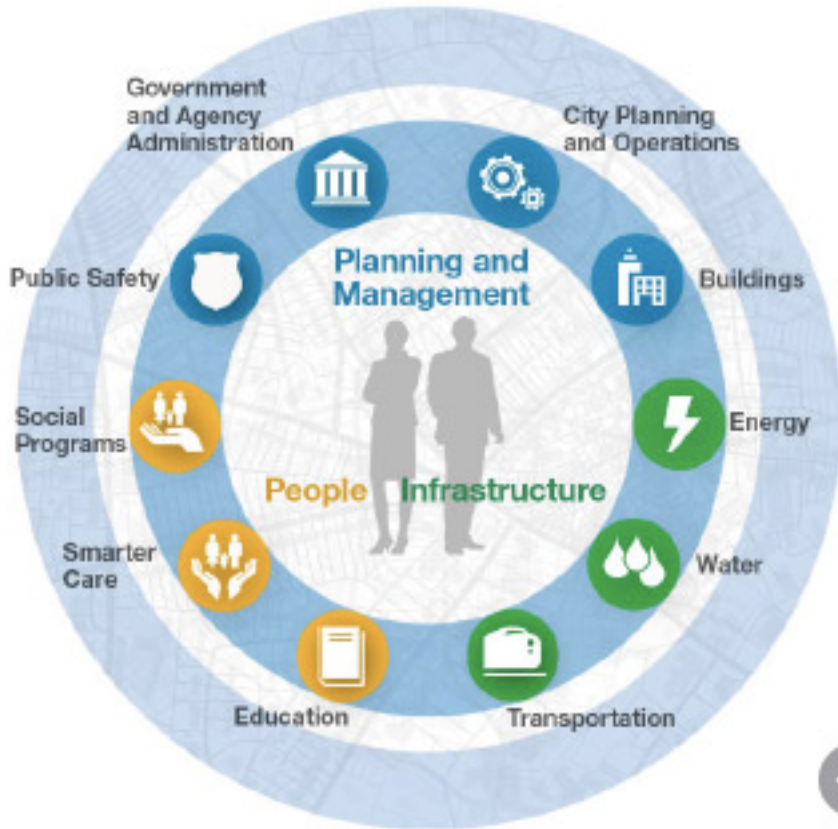 Government
and Agency
Administration
City Planning
and Operations
Public Safety
Planning and
Management
Buildings
Social
Programs
Energy
People
Infrastructure
Smarter
Care
Water
Education
Transportation